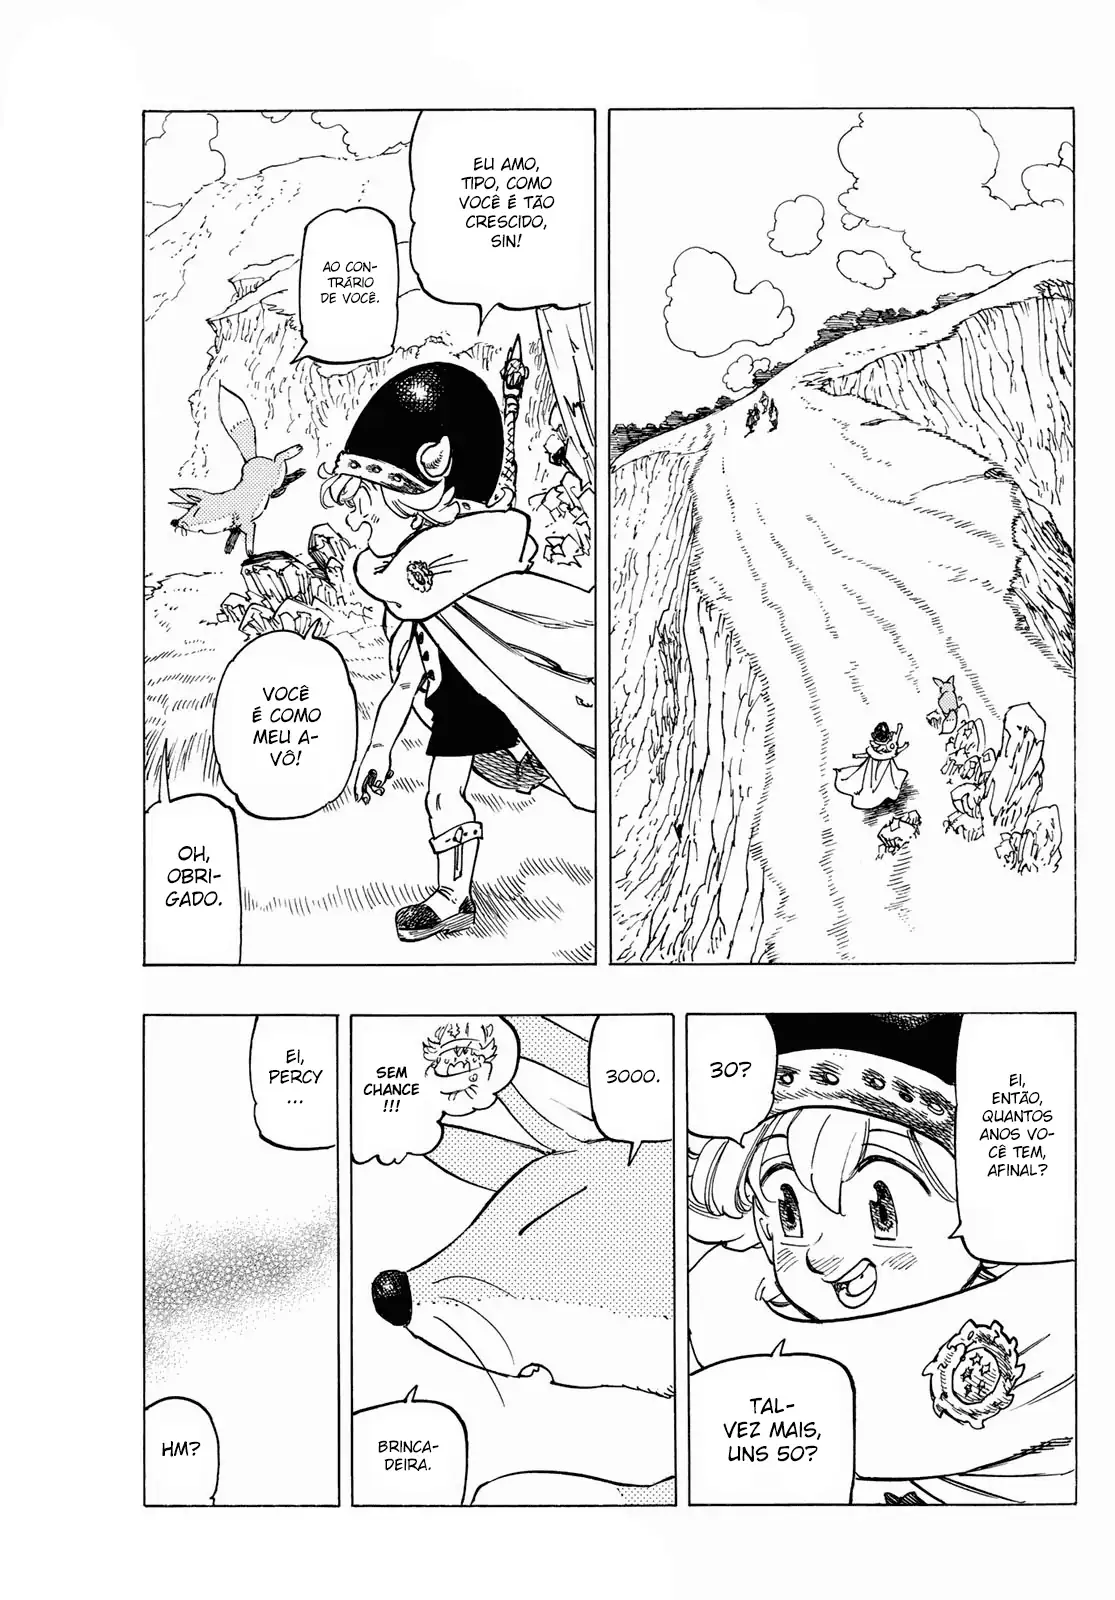 EU AMO,
TIPO, COMO
VOCÊ É TÃO
CRESCIDO,
SIN!
AO CON-
TRÁRIO
DE VOCÊ.
VOCÊ
É COMO
MEU A-
VÔ!
OH,
OBRI-
GADO.
EI,
ENTÃO,
QUANTOS
ANOS VO-
CÊ TEM,
AFINAL?
30?
TAL-
VEZ MAIS,
UNS 50?
3000.
SEM
CHANCE
!!!
BRINCA-
DEIRA.
EI,
PERCY
...
HM?